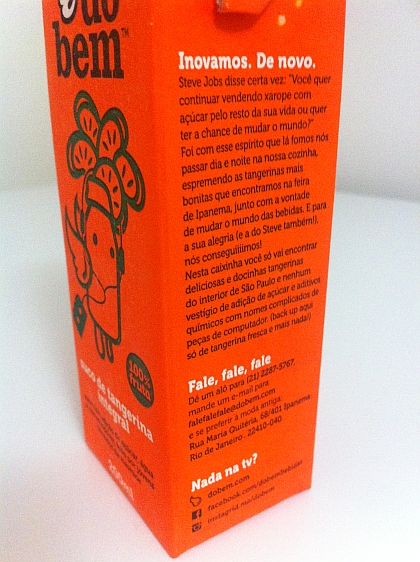 do
bem™
100%
fruta
suco de tangerina
integral
200ml
Inovamos. De novo.
Steve Jobs disse certa vez: "Você quer
continuar vendendo xarope com
açúcar pelo resto da sua vida ou quer
ter a chance de mudar o mundo?"
Foi com esse espírito que lá fomos nós
passar dia e noite na nossa cozinha,
espremendo as tangerinas mais
bonitas que encontramos na feira
de Ipanema, junto com a vontade
de mudar o mundo das bebidas. E para
a sua alegria (e a do Steve também!),
nós conseguiiiimos!
Nesta caixinha você só vai encontrar
deliciosas e docinhas tangerinas
do interior de São Paulo e nenhum
vestígio de adição de açúcar e aditivos
químicos com nomes complicados de
peças de computador. (back up aqui
só de tangerina fresca e mais nada!)
Fale, fale, fale
Dê um alô para (21) 2287-5767,
mande um e-mail para
falefalefale@dobem.com
e se preferir à moda antiga:
Rua Maria Quitéria, 68/401 Ipanema
Rio de Janeiro . 22410-040
Nada na tv?
dobem.com
facebook.com/dobembebidas
instagrid.me/dobem